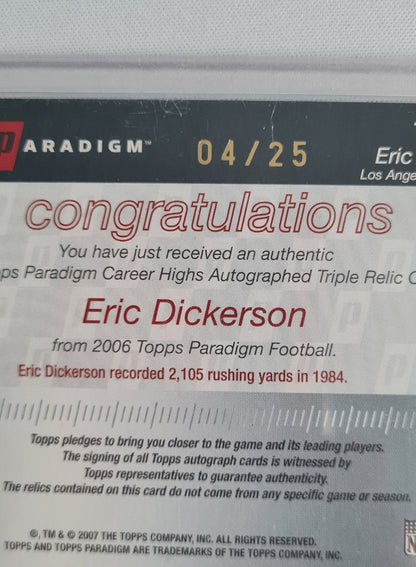 PARADIGM™ 04/25 Eric
Los Ange
congratulations
You have just received an authentic
ps Paradigm Career Highs Autographed Triple Relic C
Eric Dickerson
from 2006 Topps Paradigm Football.
Eric Dickerson recorded 2,105 rushing yards in 1984.
Topps pledges to bring you closer to the game and its leading players.
The signing of all Topps autograph cards is witnessed by
Topps representatives to guarantee authenticity.
The relics contained on this card do not come from any specific game or season.
®, TM & © 2007 THE TOPPS COMPANY, INC. ALL RIGHTS RESERVED.
TOPPS AND TOPPS PARADIGM ARE TRADEMARKS OF THE TOPPS COMPANY, INC.
N